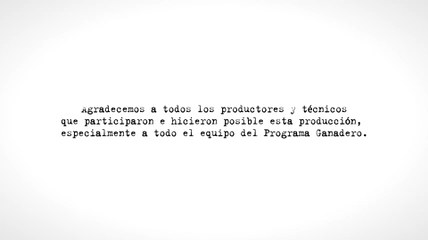 Agradecemos a todos los productores y técnicos
que participaron e hicieron posible esta producción,
especialmente a todo el equipo del Programa Ganadero.